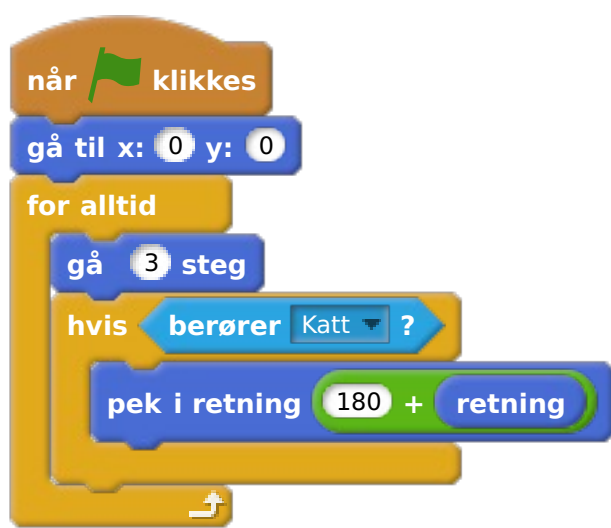 når klikkes
gå til x: 0 y: 0
for alltid
gå 3 steg
hvis berører Katt ?
pek i retning 180 + retning